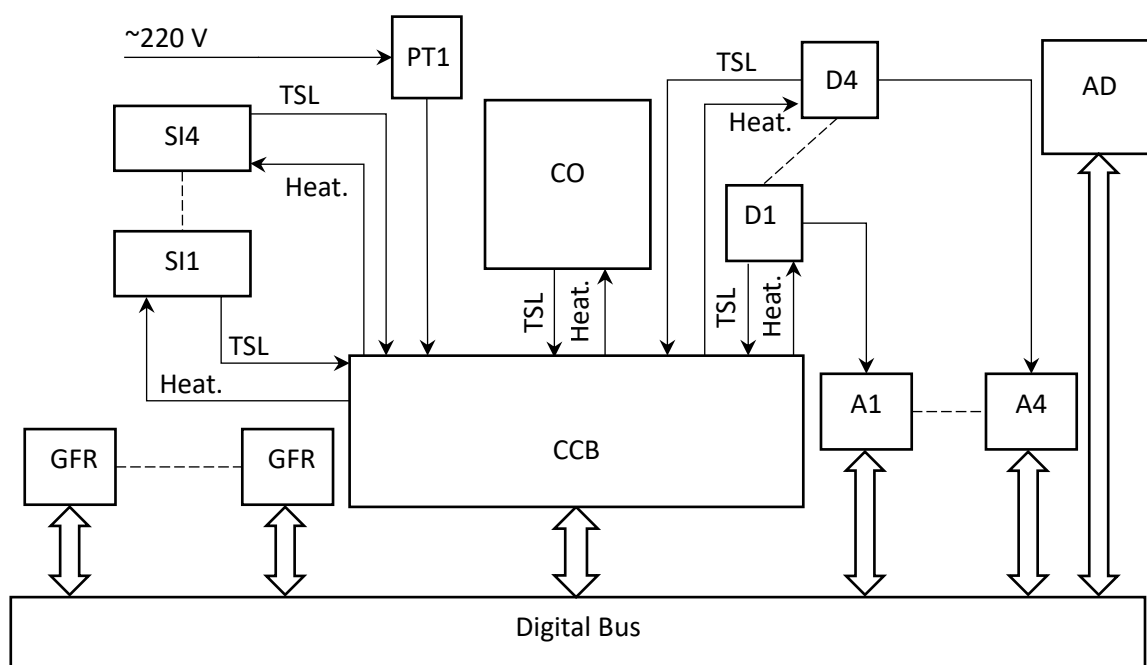 ~220 V
PT1
TSL
D4
AD
TSL
SI4
Heat.
CO
Heat.
D1
SI1
TSL
Heat.
TSL
Heat.
TSL
Heat.
A1
A4
GFR
GFR
CCB
Digital Bus